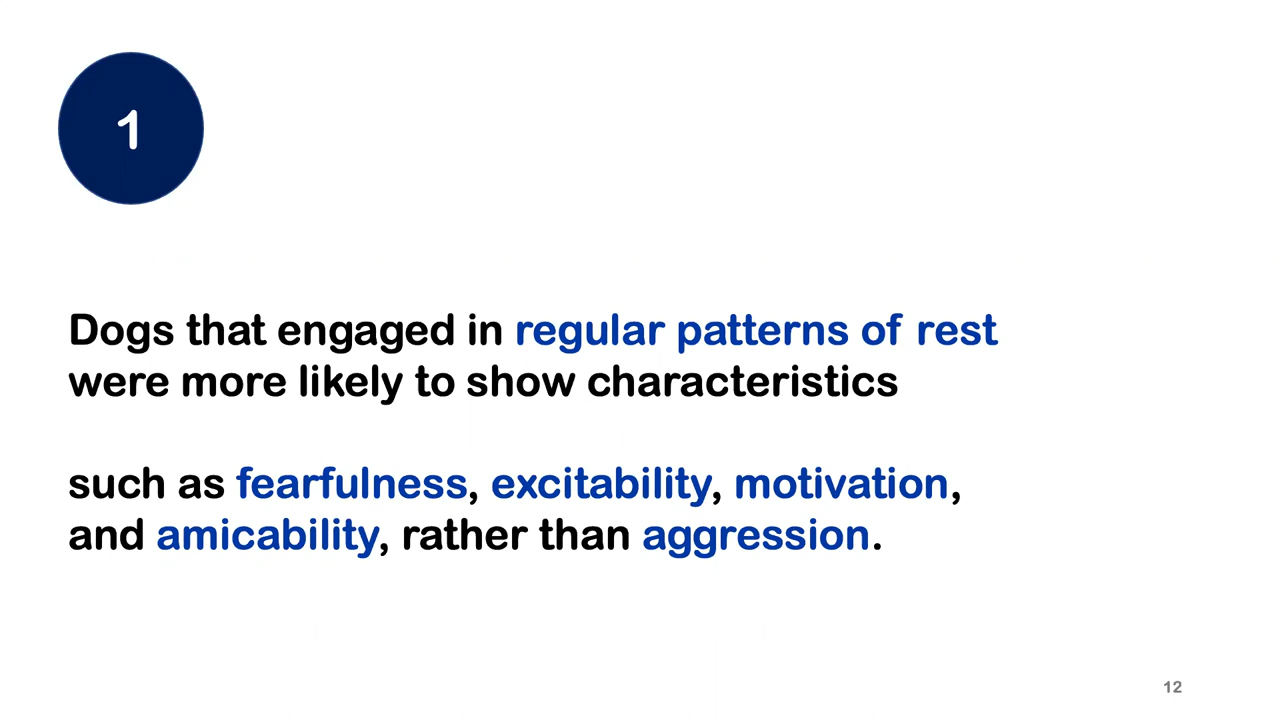 1
Dogs that engaged in regular patterns of rest
were more likely to show characteristics
such as fearfulness, excitability, motivation,
and amicability, rather than aggression.
12